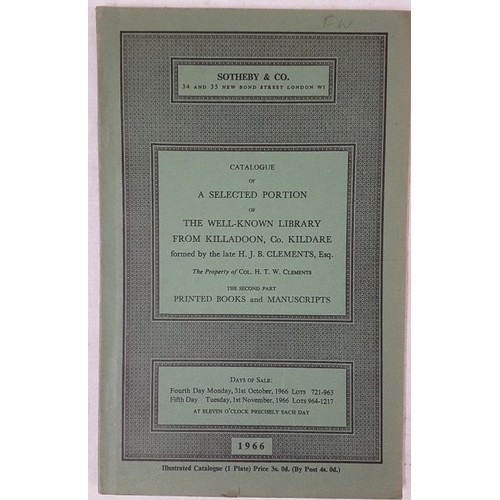 FW
SOTHEBY & CO.
34 AND 35 NEW BOND STREET LONDON W1
CATALOGUE
OF
A SELECTED PORTION
OF
THE WELL-KNOWN LIBRARY
FROM KILLADOON, Co. KILDARE
formed by the late H. J. B. CLEMENTS, Esq.
The Property of COL. H. T. W. CLEMENTS
THE SECOND PART
PRINTED BOOKS and MANUSCRIPTS
DAYS OF SALE:
Fourth Day Monday, 31st October, 1966 LOTS 721-963
Fifth Day Tuesday, 1st November, 1966 LOTS 964-1217
AT ELEVEN O'CLOCK PRECISELY EACH DAY
1966
Illustrated Catalogue (1 Plate) Price 3s. 0d. (By Post 4s. 0d.)